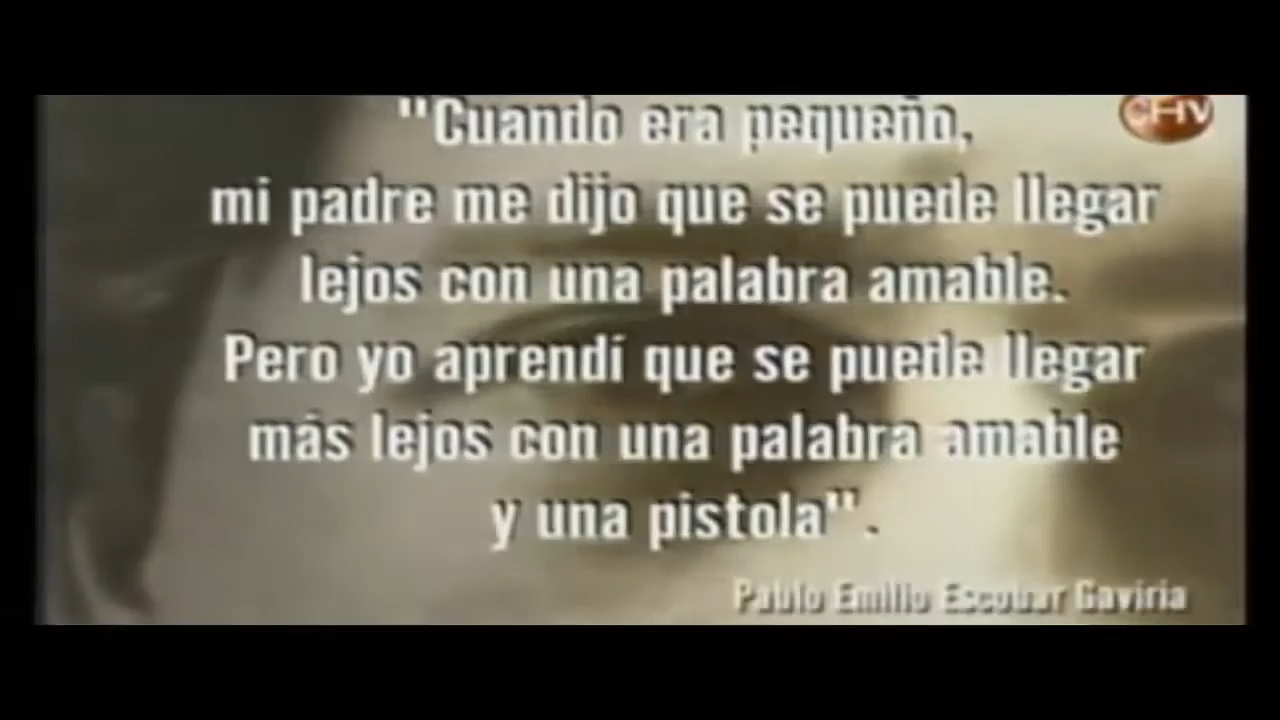 CHV
"Cuando era pequeño,
mi padre me dijo que se puede llegar
lejos con una palabra amable.
Pero yo aprendí que se puede llegar
más lejos con una palabra amable
y una pistola".
Pablo Emilio Escobar Gaviria